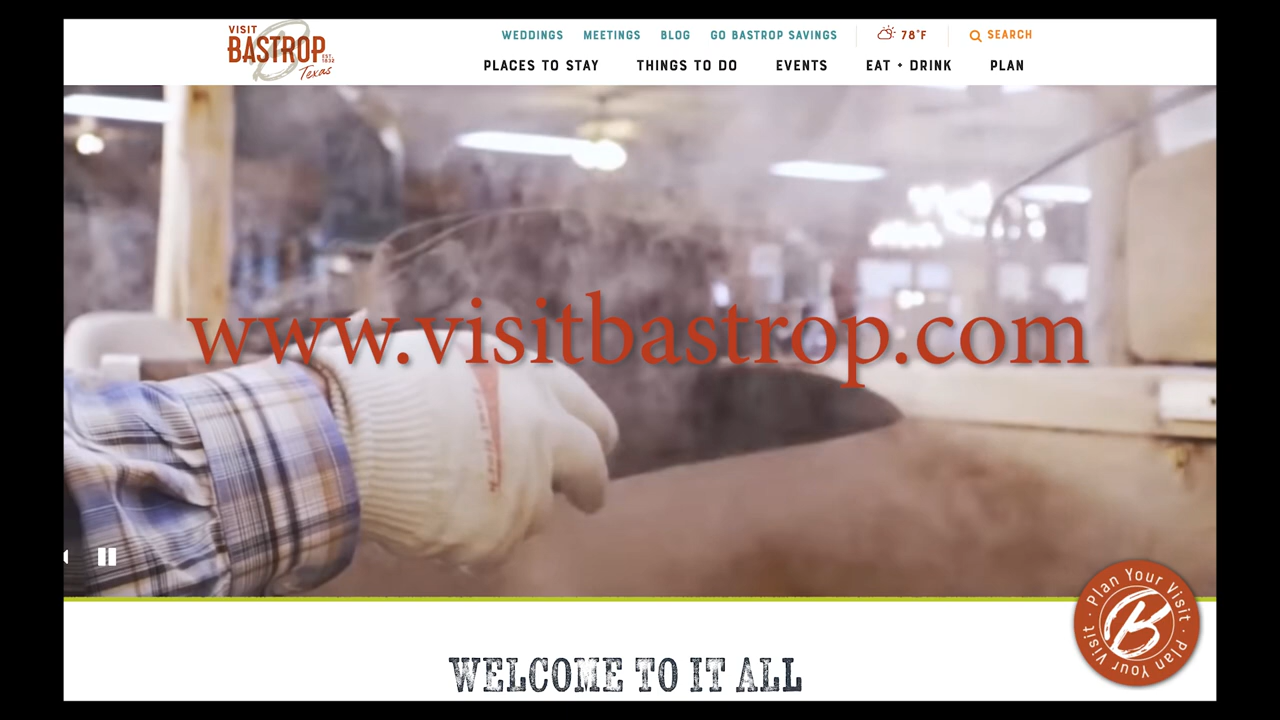 VISIT
BASTROP
EST.
1832
Texas
WEDDINGS MEETINGS BLOG GO BASTROP SAVINGS 78°F SEARCH
PLACES TO STAY THINGS TO DO EVENTS EAT + DRINK PLAN
www.visitbastrop.com
Plan Your Visit · Plan Your Visit ·
B
WELCOME TO IT ALL